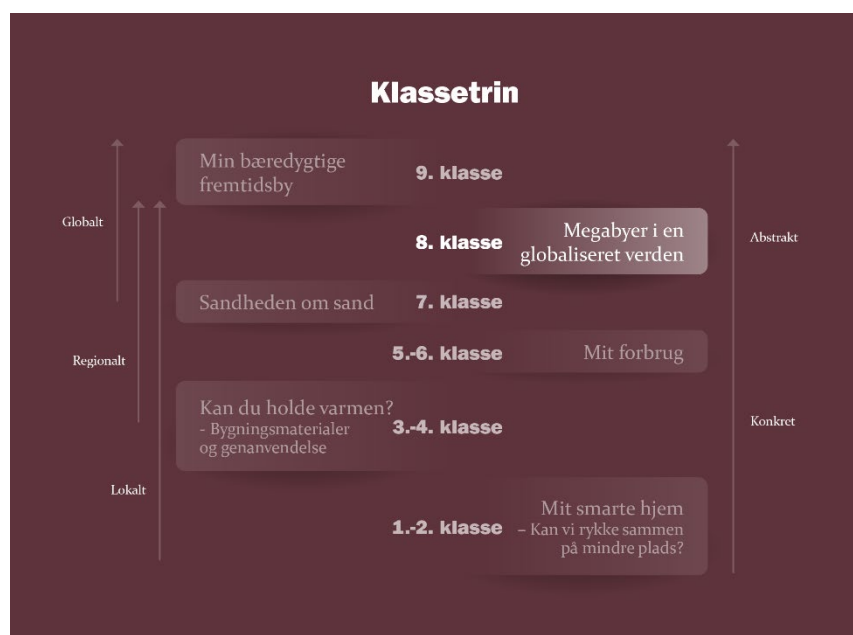 Klassetrin
Min bæredygtige
fremtidsby
9. klasse
Globalt
8. klasse
Megabyer i en
globaliseret verden
Abstrakt
Sandheden om sand
7. klasse
Regionalt
5.-6. klasse
Mit forbrug
Kan du holde varmen?
- Bygningsmaterialer
og genanvendelse
3.-4. klasse
Konkret
Lokalt
1.-2. klasse
Mit smarte hjem
– Kan vi rykke sammen
på mindre plads?